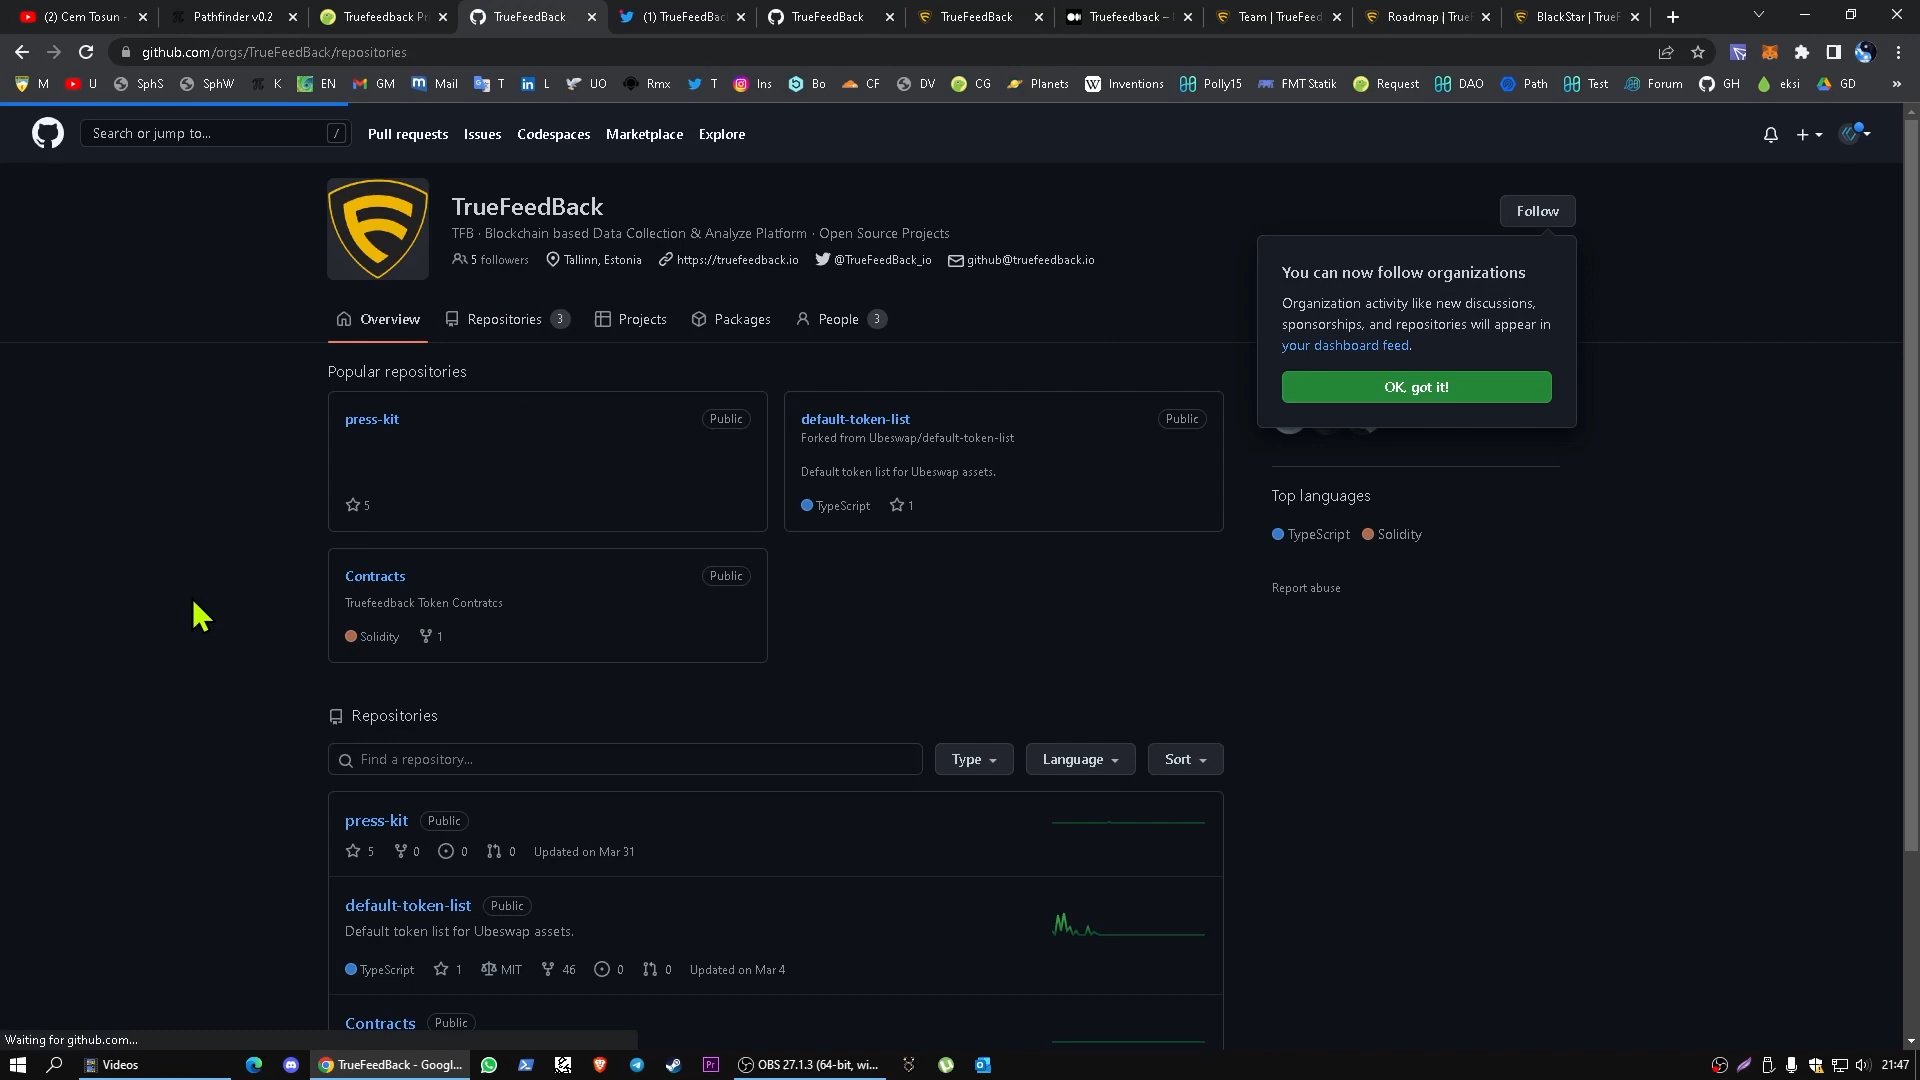 (2) Cem Tosun -
Pathfinder v0.2
Truefeedback Pri
TrueFeedBack
(1) TrueFeedBac
TrueFeedBack
TrueFeedBack
Truefeedback –
Team | TrueFeed
Roadmap | True
BlackStar | TrueF
github.com/orgs/TrueFeedBack/repositories
M U SphS SphW K EN GM Mail T L UO Rmx T Ins Bo CF DV CG Planets Inventions Polly15 FMT Statik Request DAO Path Test Forum GH eksi GD »
Search or jump to... /
Pull requests Issues Codespaces Marketplace Explore
TrueFeedBack
TFB · Blockchain based Data Collection & Analyze Platform · Open Source Projects
5 followers Tallinn, Estonia https://truefeedback.io @TrueFeedBack_io github@truefeedback.io
Follow
You can now follow organizations
Organization activity like new discussions,
sponsorships, and repositories will appear in
your dashboard feed.
OK, got it!
Overview Repositories 3 Projects Packages People 3
Popular repositories
press-kit Public
5
default-token-list Public
Forked from Ubeswap/default-token-list
Default token list for Ubeswap assets.
TypeScript 1
Contracts Public
Truefeedback Token Contratcs
Solidity 1
Top languages
TypeScript Solidity
Report abuse
Repositories
Find a repository... Type Language Sort
press-kit Public
5 0 0 0 Updated on Mar 31
default-token-list Public
Default token list for Ubeswap assets.
TypeScript 1 MIT 46 0 0 Updated on Mar 4
Contracts Public
Waiting for github.com...
Videos
TrueFeedBack - Googl...
OBS 27.1.3 (64-bit, wi...
21:47